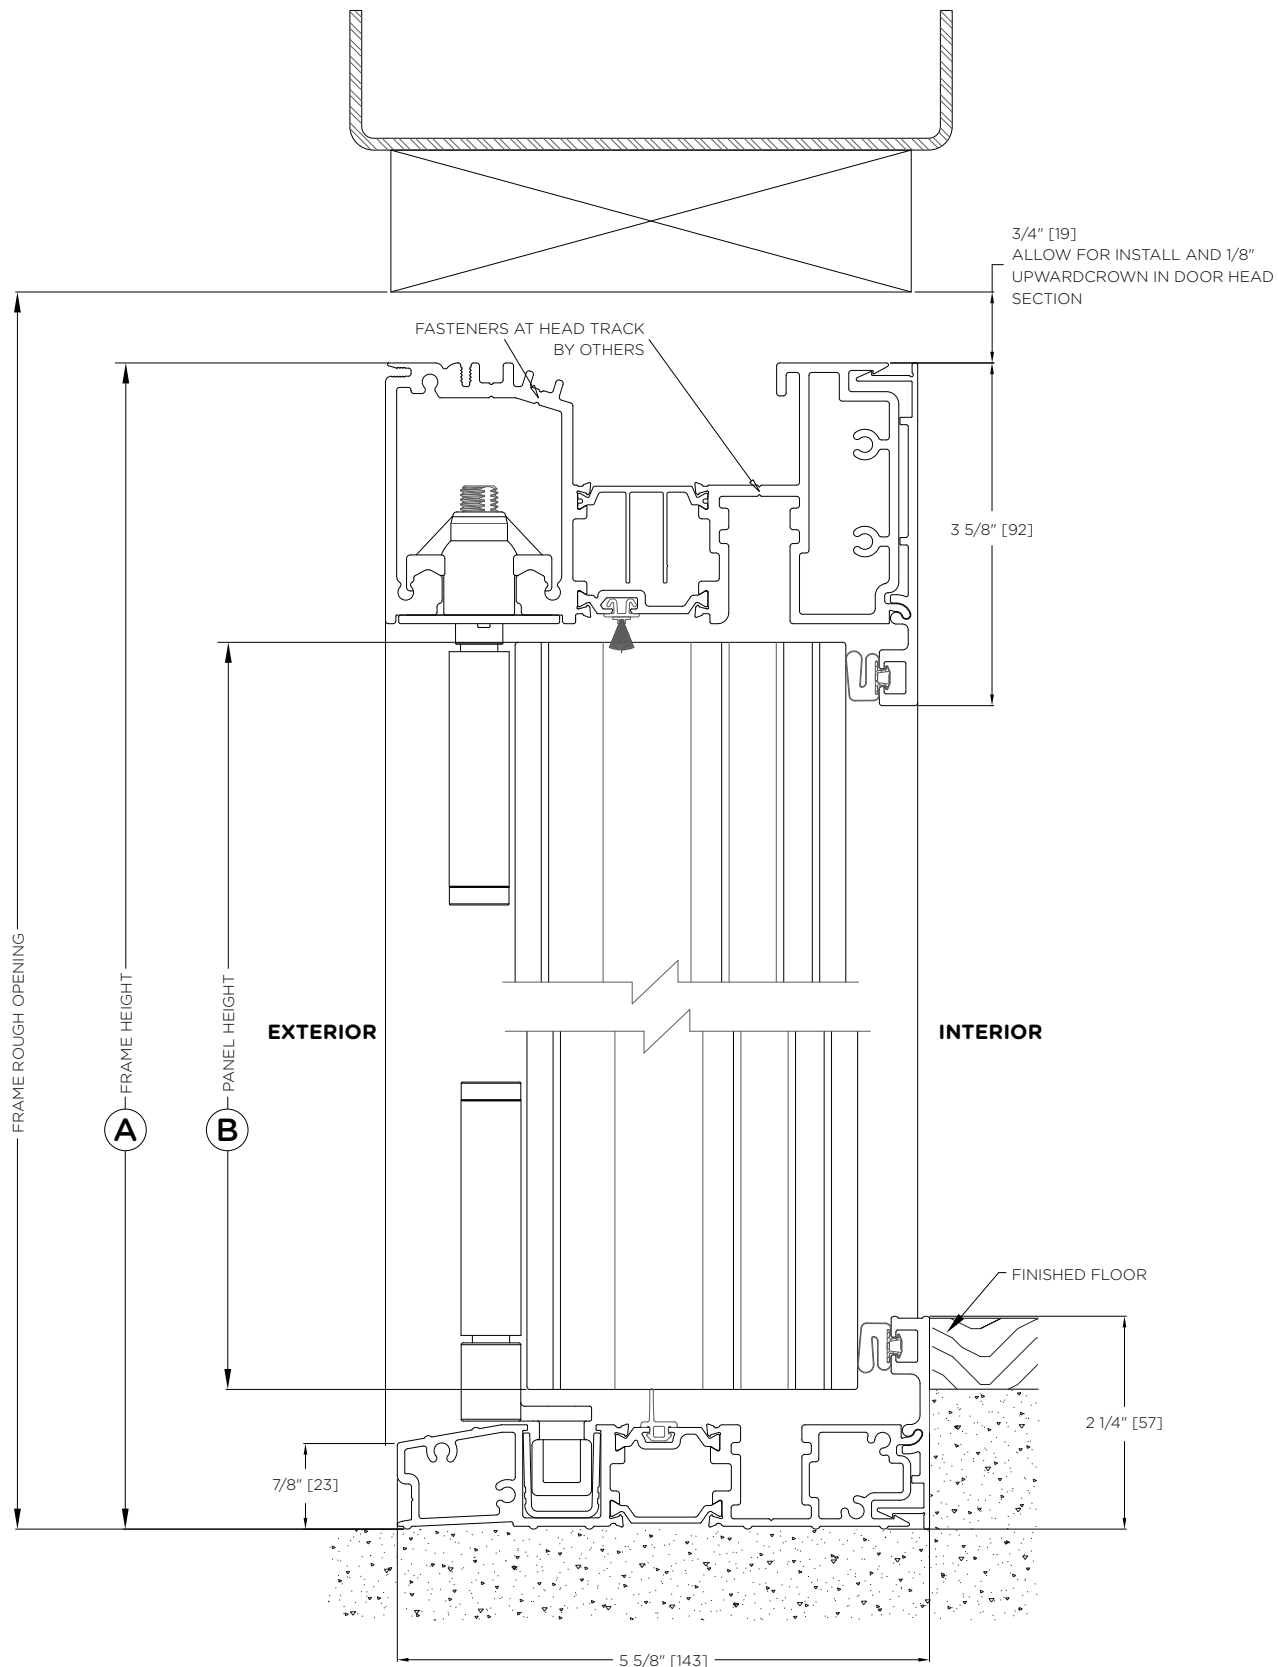 3/4" [19]
ALLOW FOR INSTALL AND 1/8"
UPWARDCROWN IN DOOR HEAD
SECTION
FASTENERS AT HEAD TRACK
BY OTHERS
3 5/8" [92]
FRAME ROUGH OPENING
FRAME HEIGHT
A
PANEL HEIGHT
B
EXTERIOR
INTERIOR
FINISHED FLOOR
2 1/4" [57]
7/8" [23]
5 5/8" [143]